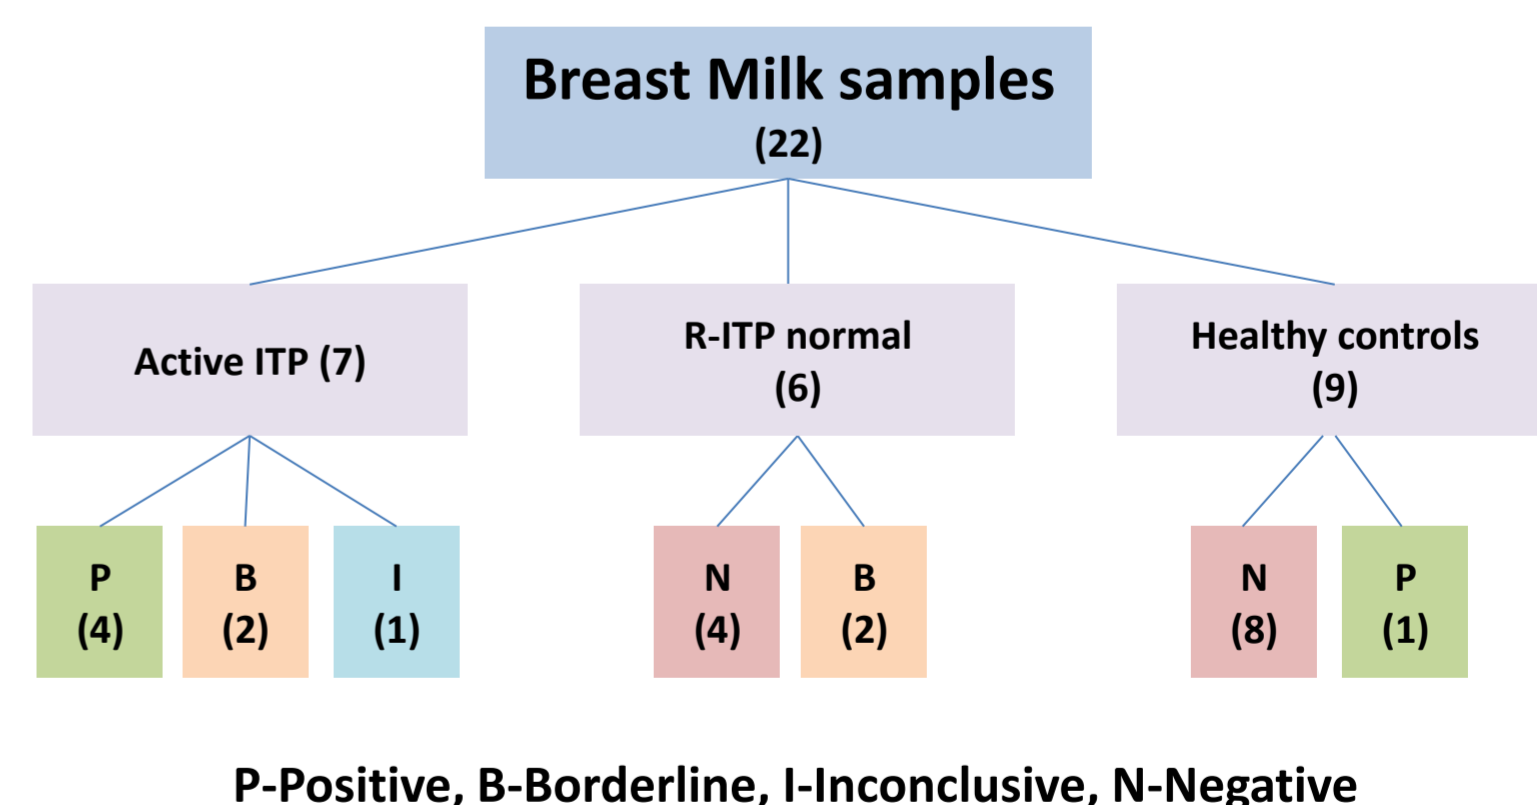 Breast Milk samples
(22)
Active ITP (7)
R-ITP normal
(6)
Healthy controls
(9)
P
(4)
B
(2)
I
(1)
N
(4)
B
(2)
N
(8)
P
(1)
P-Positive, B-Borderline, I-Inconclusive, N-Negative